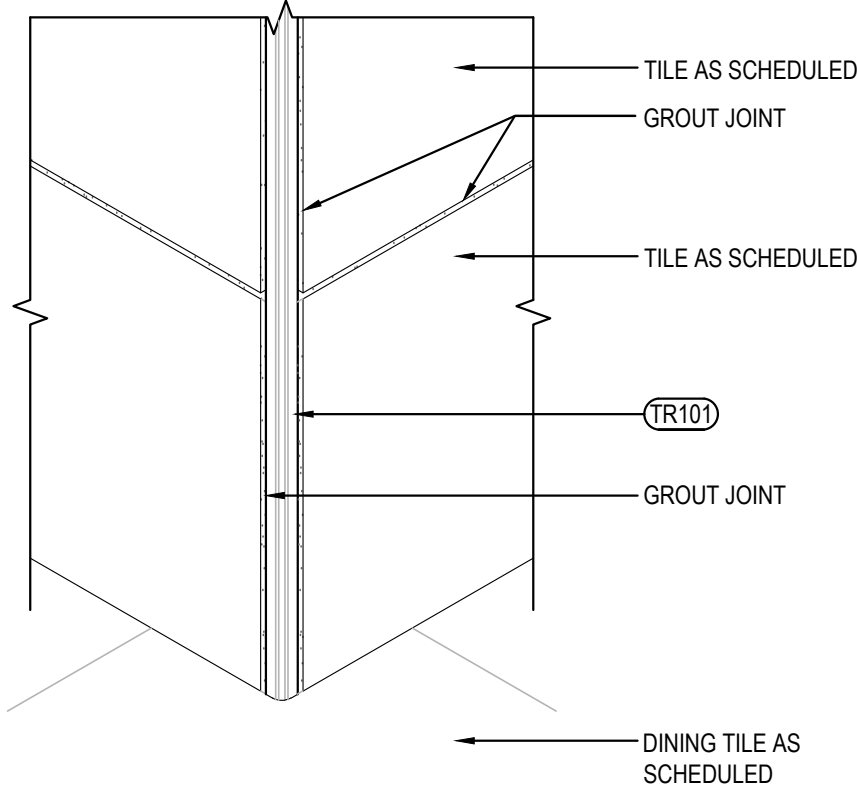 TILE AS SCHEDULED
GROUT JOINT
TILE AS SCHEDULED
TR101
GROUT JOINT
DINING TILE AS
SCHEDULED